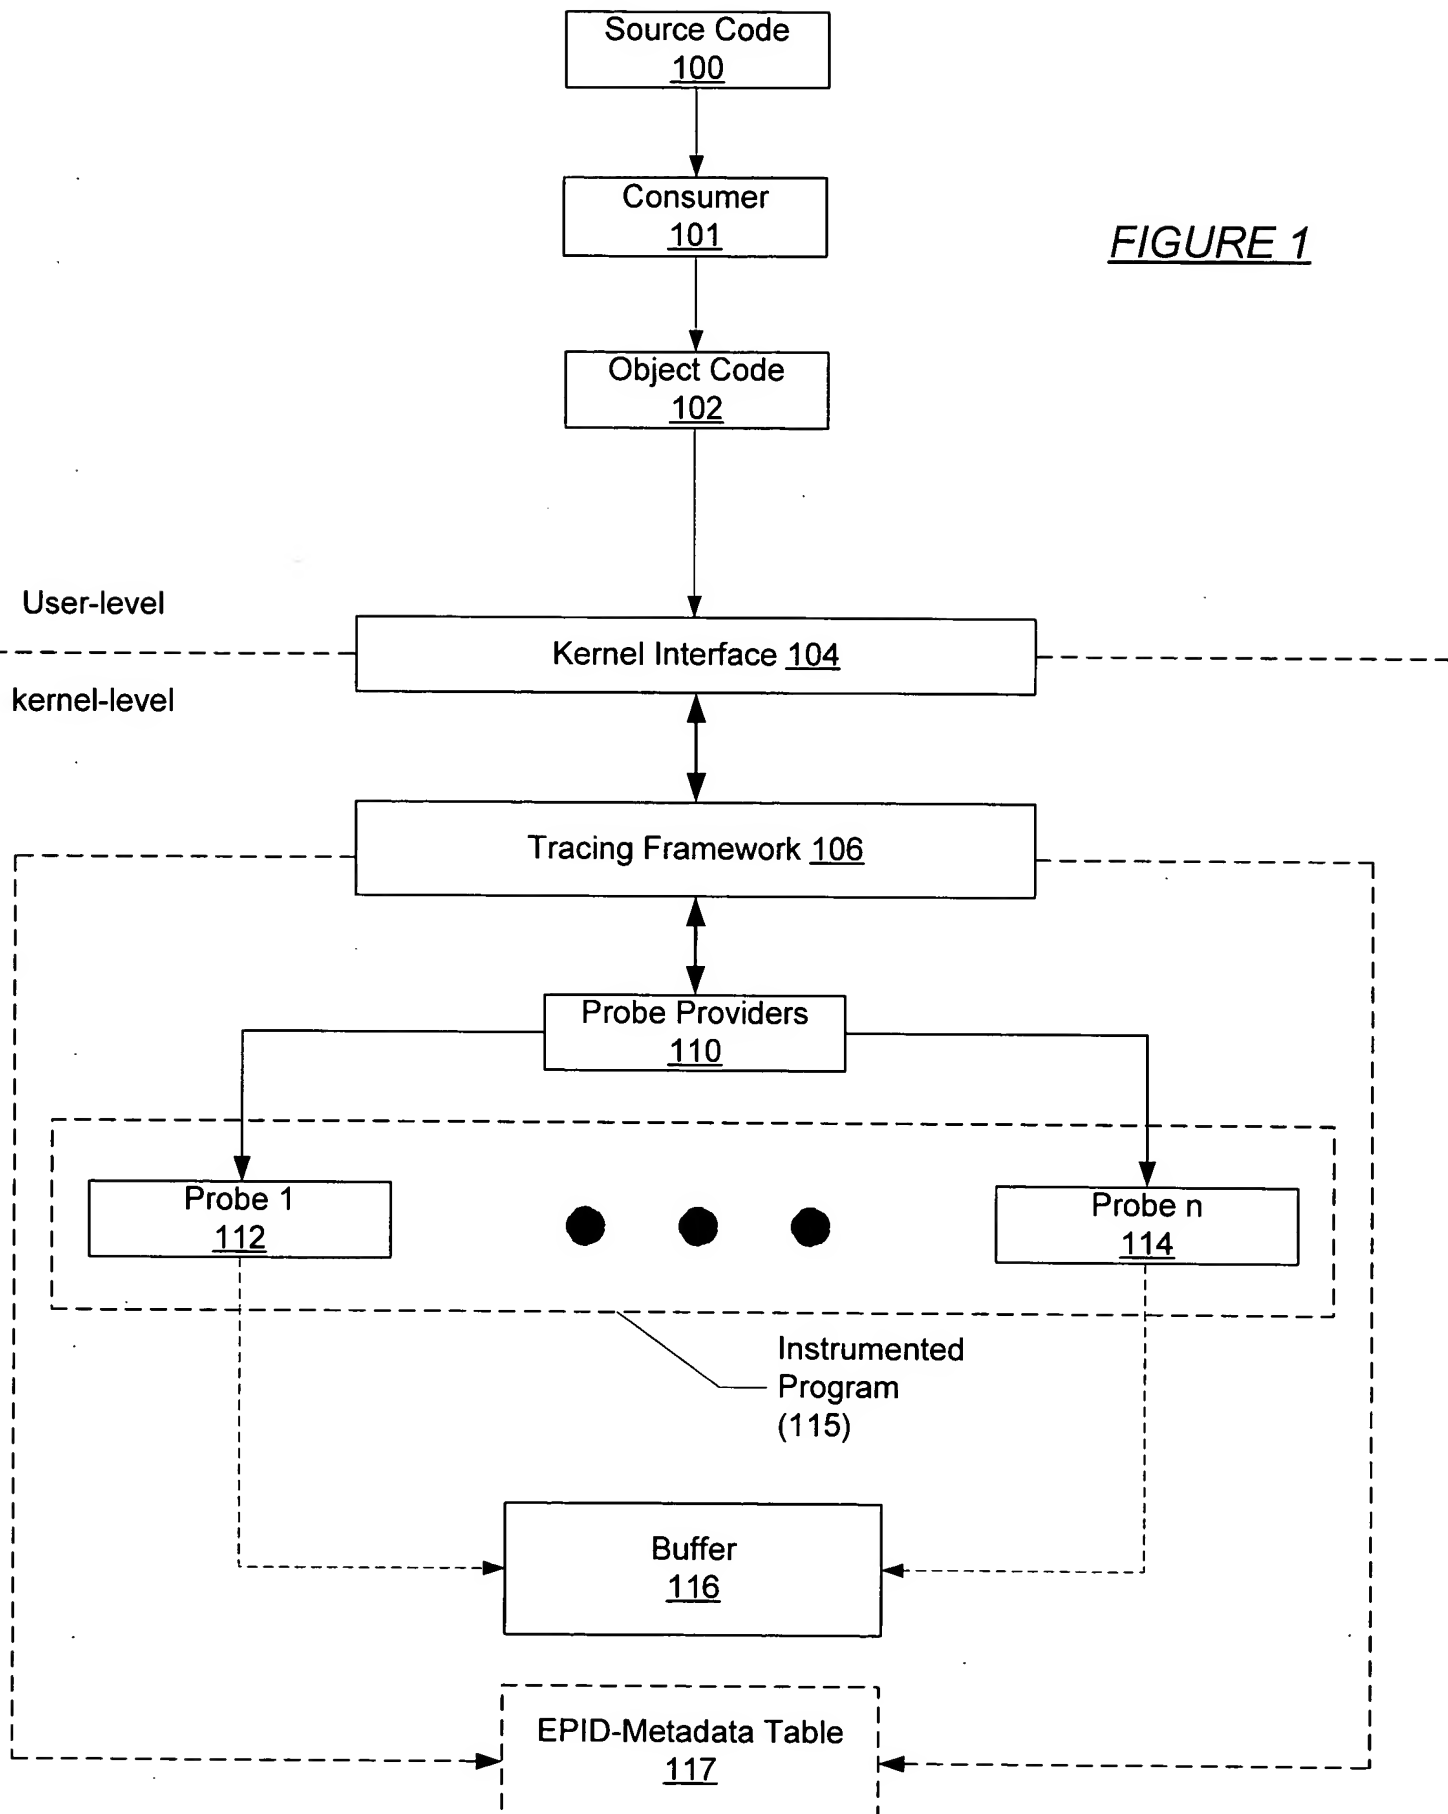 Source Code
100
Consumer
101
FIGURE 1
Object Code
102
User-level
Kernel Interface 104
kernel-level
Tracing Framework 106
Probe Providers
110
Probe 1
112
Probe n
114
Instrumented
Program
(115)
Buffer
116
EPID-Metadata Table
117